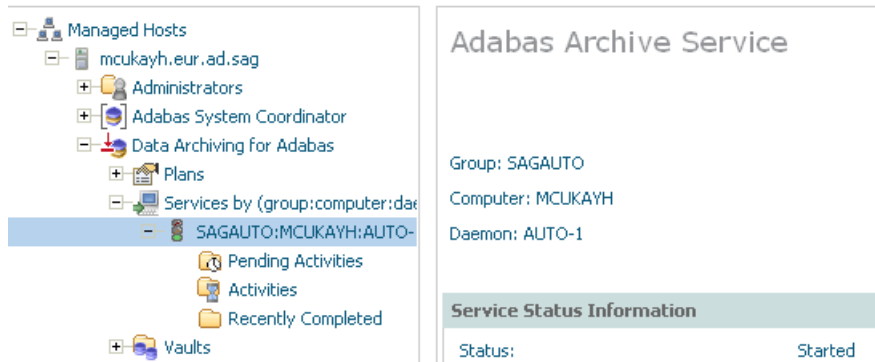 Managed Hosts
mcukayh.eur.ad.sag
Administrators
Adabas System Coordinator
Data Archiving for Adabas
Plans
Services by (group:computer:dae
SAGAUTO:MCUKAYH:AUTO-
Pending Activities
Activities
Recently Completed
Vaults
Adabas Archive Service
Group: SAGAUTO
Computer: MCUKAYH
Daemon: AUTO-1
Service Status Information
Status: Started